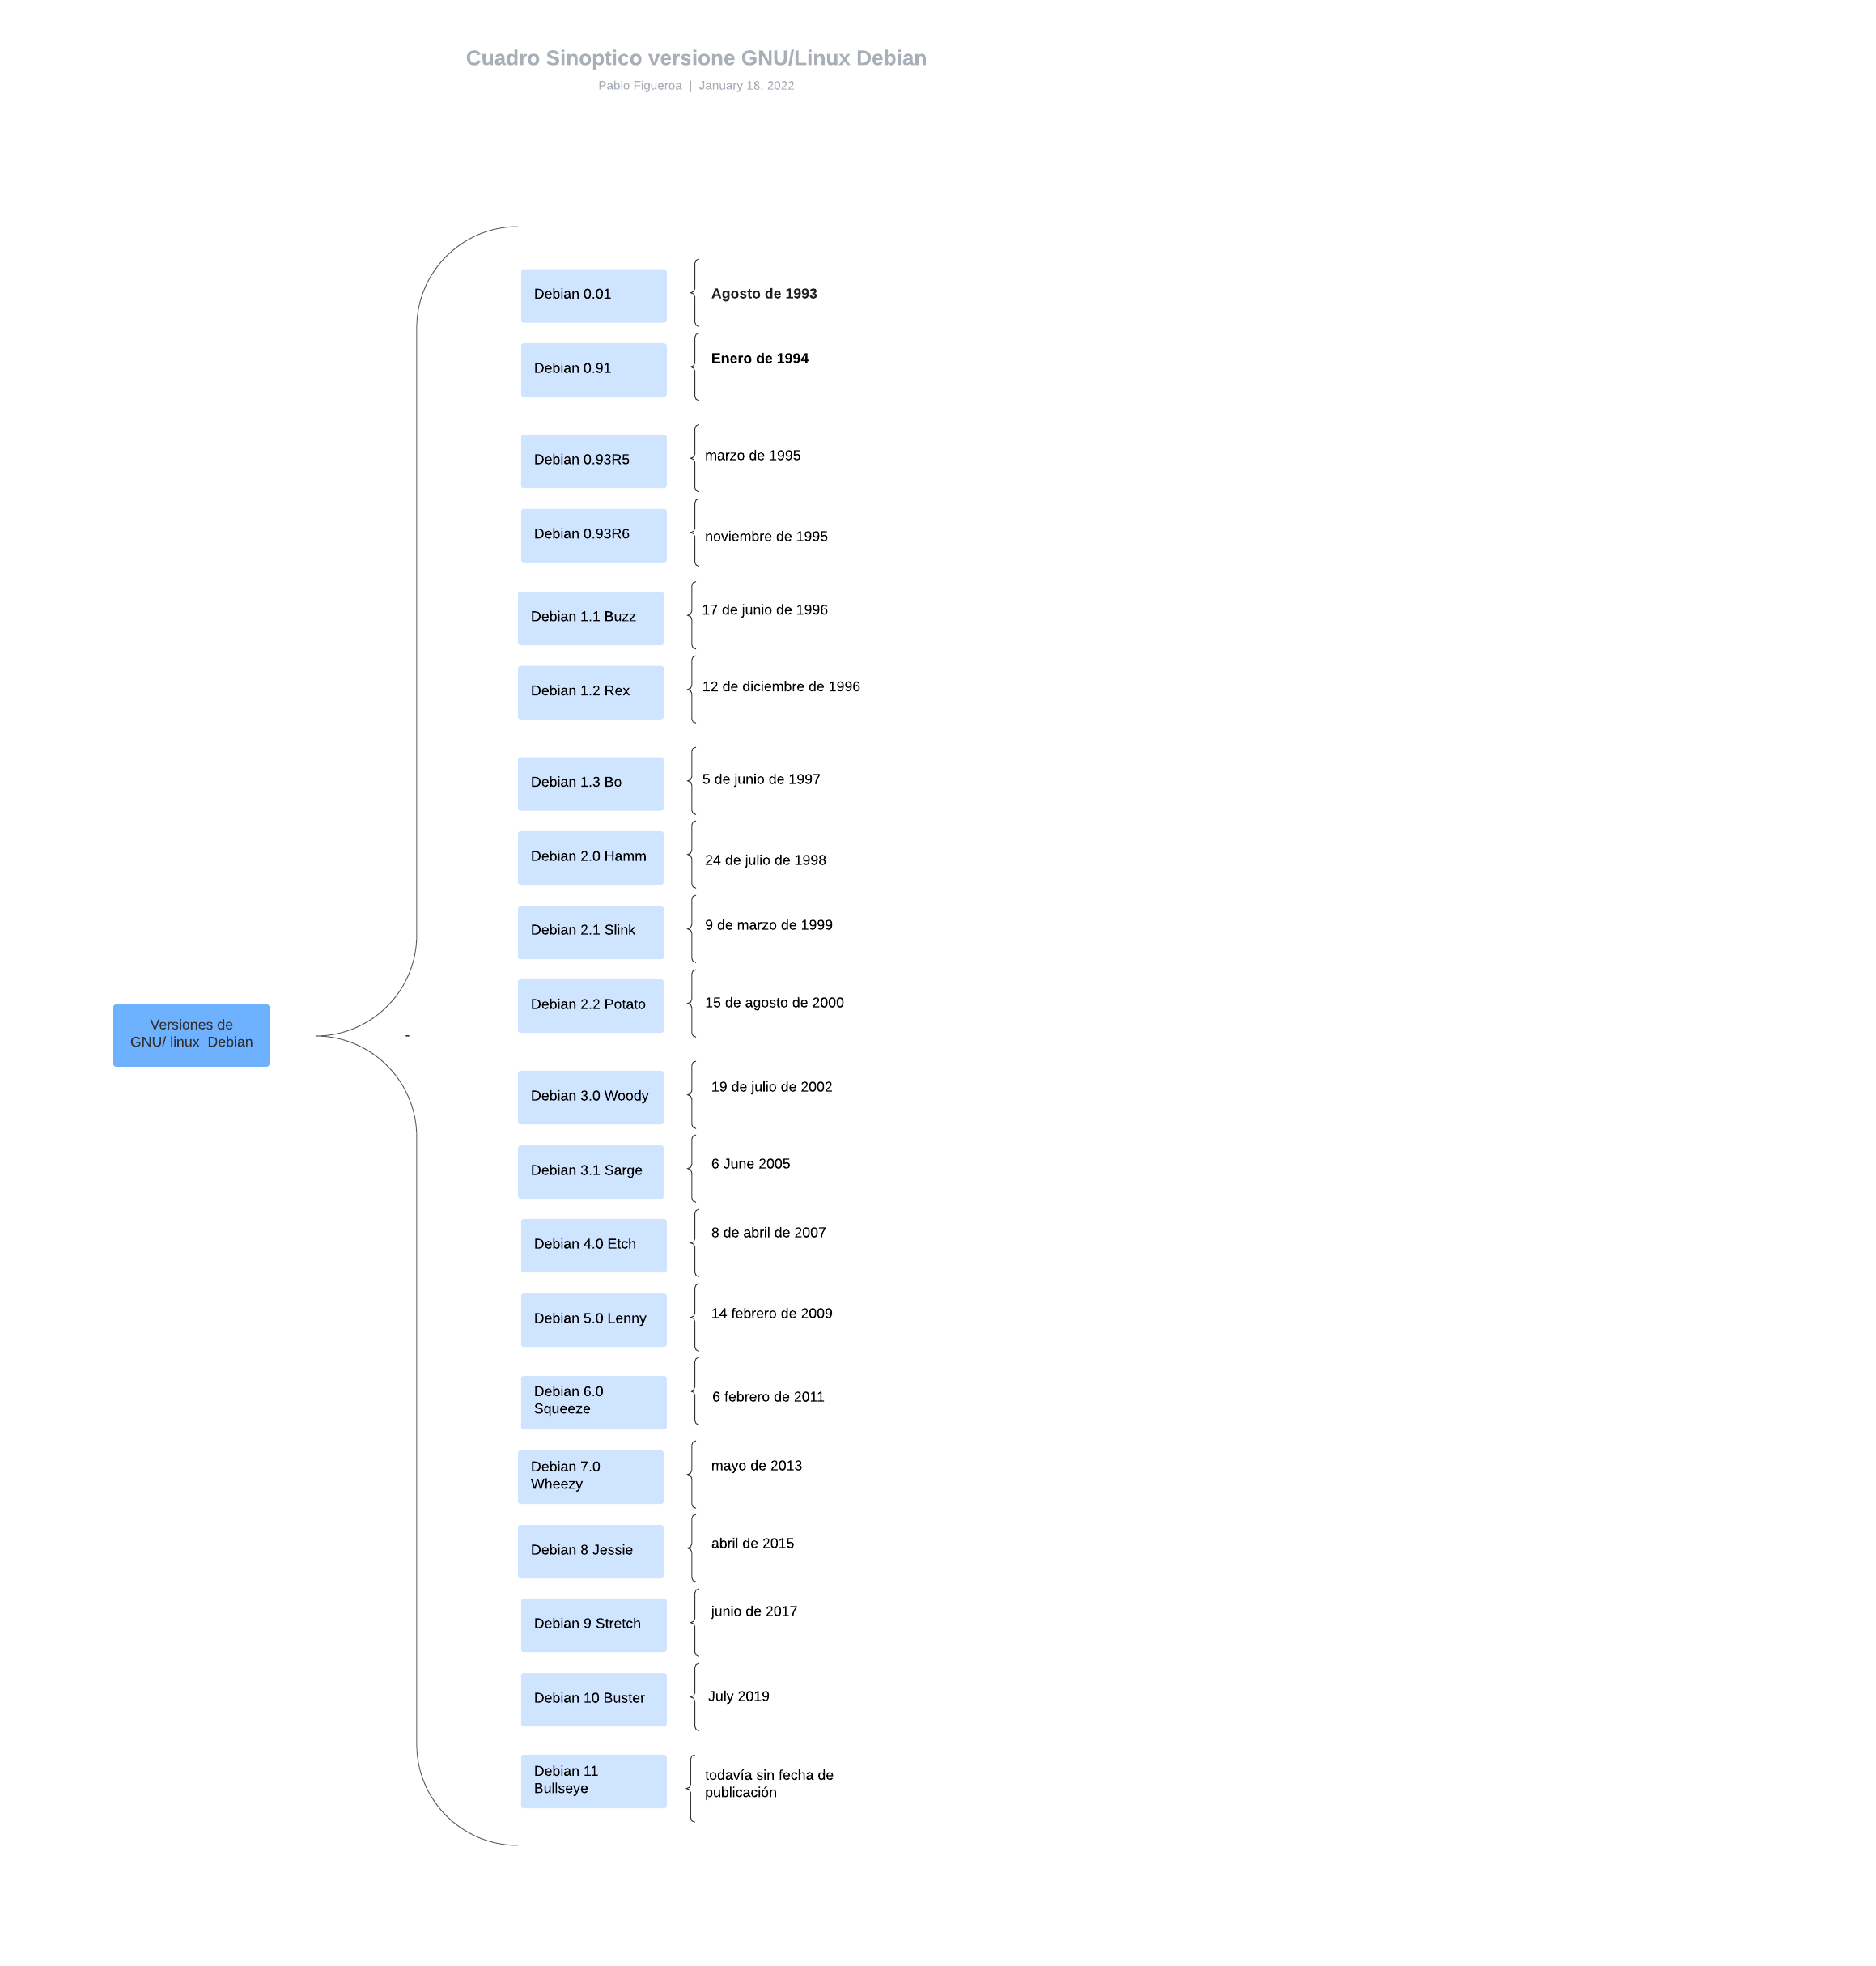 Cuadro Sinoptico versione GNU/Linux Debian
Pablo Figueroa | January 18, 2022
Debian 0.01
Agosto de 1993
Debian 0.91
Enero de 1994
Debian 0.93R5
marzo de 1995
Debian 0.93R6
noviembre de 1995
Debian 1.1 Buzz
17 de junio de 1996
Debian 1.2 Rex
12 de diciembre de 1996
Debian 1.3 Bo
5 de junio de 1997
Debian 2.0 Hamm
24 de julio de 1998
Debian 2.1 Slink
9 de marzo de 1999
Debian 2.2 Potato
15 de agosto de 2000
Versiones de
GNU/ linux  Debian
-
Debian 3.0 Woody
19 de julio de 2002
Debian 3.1 Sarge
6 June 2005
Debian 4.0 Etch
8 de abril de 2007
Debian 5.0 Lenny
14 febrero de 2009
Debian 6.0
Squeeze
6 febrero de 2011
Debian 7.0
Wheezy
mayo de 2013
Debian 8 Jessie
abril de 2015
Debian 9 Stretch
junio de 2017
Debian 10 Buster
July 2019
Debian 11
Bullseye
todavía sin fecha de
publicación